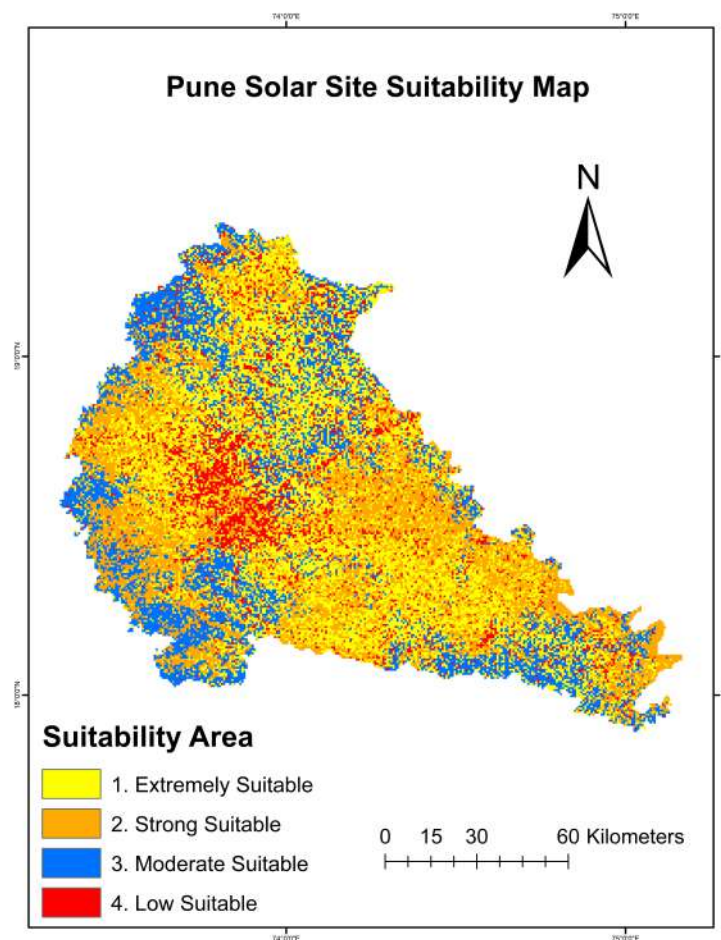 74°0'0"E 75°0'0"E
Pune Solar Site Suitability Map
N
19°0'0"N
18°0'0"N
Suitability Area
1. Extremely Suitable
2. Strong Suitable
3. Moderate Suitable
4. Low Suitable
0 15 30 60 Kilometers
74°0'0"E 75°0'0"E